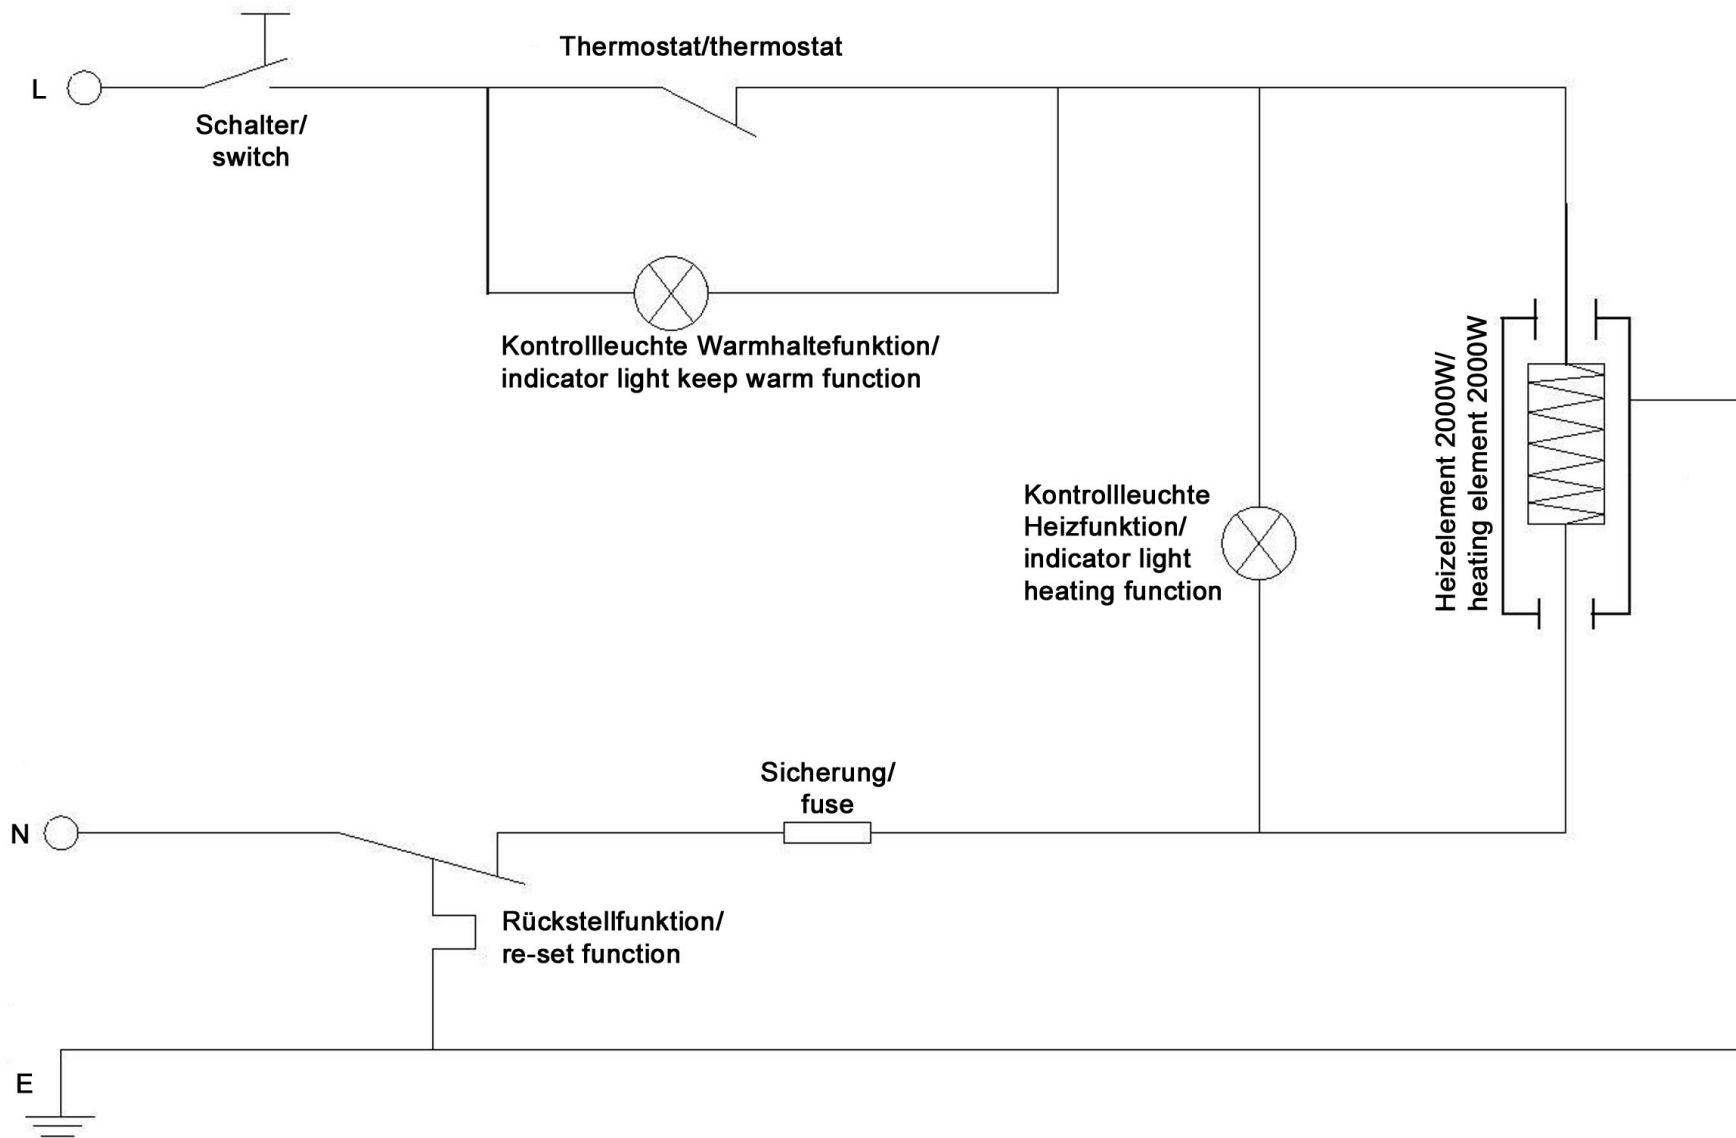 Thermostat/thermostat
L
Schalter/
switch
Kontrollleuchte Warmhaltefunktion/
indicator light keep warm function
Heizelement 2000W/
heating element 2000W
Kontrollleuchte
Heizfunktion/
indicator light
heating function
Sicherung/
fuse
N
Rückstellfunktion/
re-set function
E